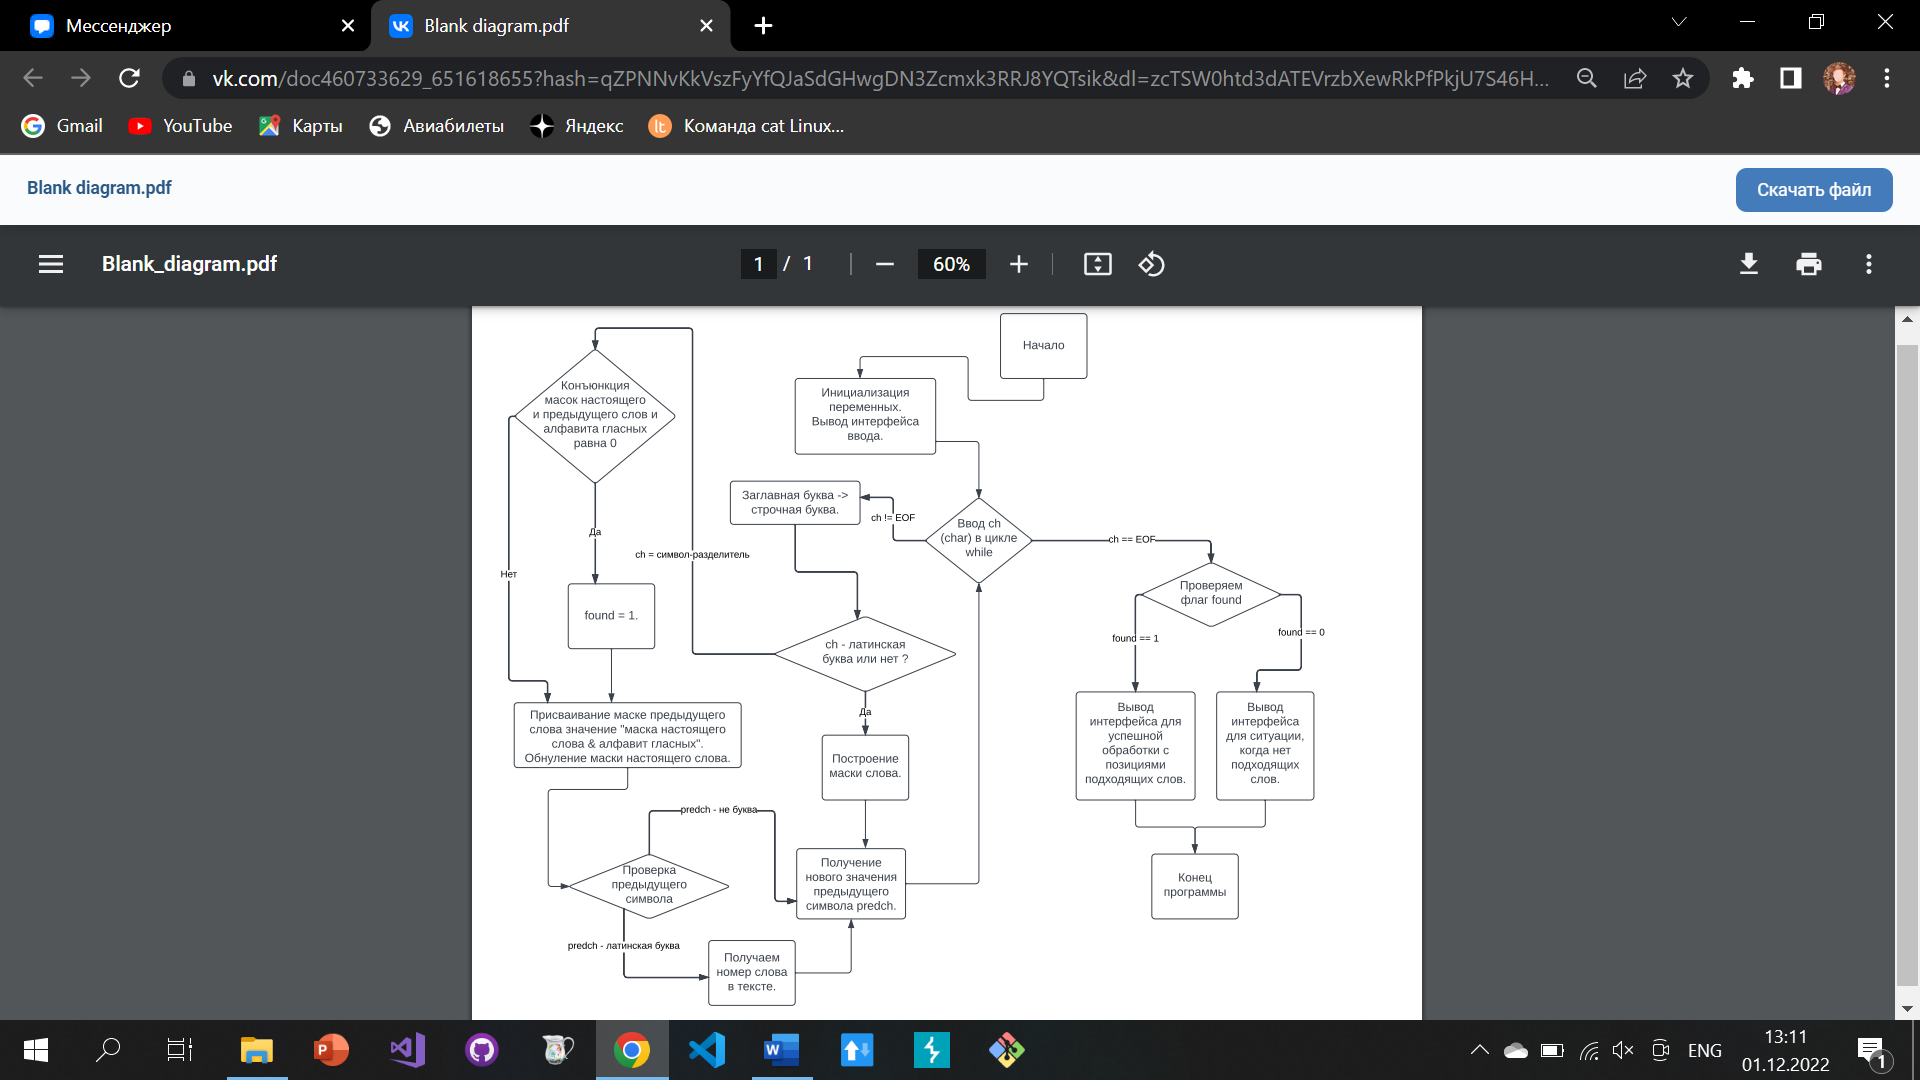 Мессенджер
Blank diagram.pdf
vk.com/doc460733629_651618655?hash=qZPNNvKkVszFyYfQJaSdGHwgDN3Zcmxk3RRJ8YQTsik&dl=zcTSW0htd3dATEVrzbXewRkPfPkjU7S46H...
Gmail
YouTube
Карты
Авиабилеты
Яндекс
lt
Команда cat Linux...
Blank diagram.pdf
Скачать файл
Blank_diagram.pdf
1 / 1
60%
Начало
Инициализация
переменных.
Вывод интерфейса
ввода.
Конъюнкция
масок настоящего
и предыдущего слов и
алфавита гласных
равна 0
Заглавная буква ->
строчная буква.
ch != EOF
Ввод ch
(char) в цикле
while
ch == EOF
Да
ch = символ-разделитель
Нет
Проверяем
флаг found
found = 1.
found == 1
found == 0
ch - латинская
буква или нет ?
Да
Присваивание маске предыдущего
слова значение "маска настоящего
слова & алфавит гласных".
Обнуление маски настоящего слова.
Построение
маски слова.
Вывод
интерфейса для
успешной
обработки с
позициями
подходящих слов.
Вывод
интерфейса
для ситуации,
когда нет
подходящих
слов.
predch - не буква
Проверка
предыдущего
символа
Получение
нового значения
предыдущего
символа predch.
Конец
программы
predch - латинская буква
Получаем
номер слова
в тексте.
P
W
ENG
13:11
01.12.2022
1